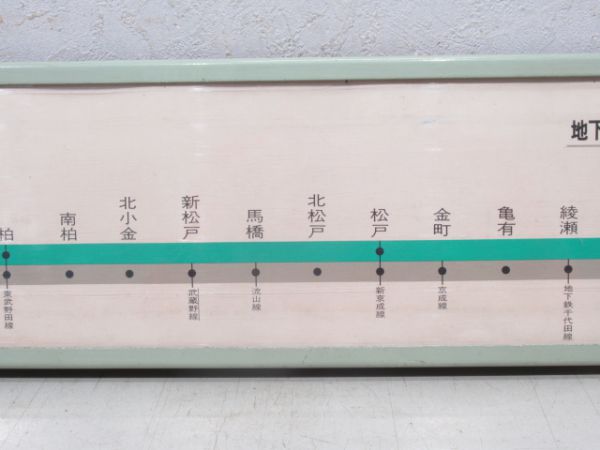 地下
柏
南柏
北小金
新松戸
馬橋
北松戸
松戸
金町
亀有
綾瀬
東武野田線
武蔵野線
流山線
新京成線
京成線
地下鉄千代田線